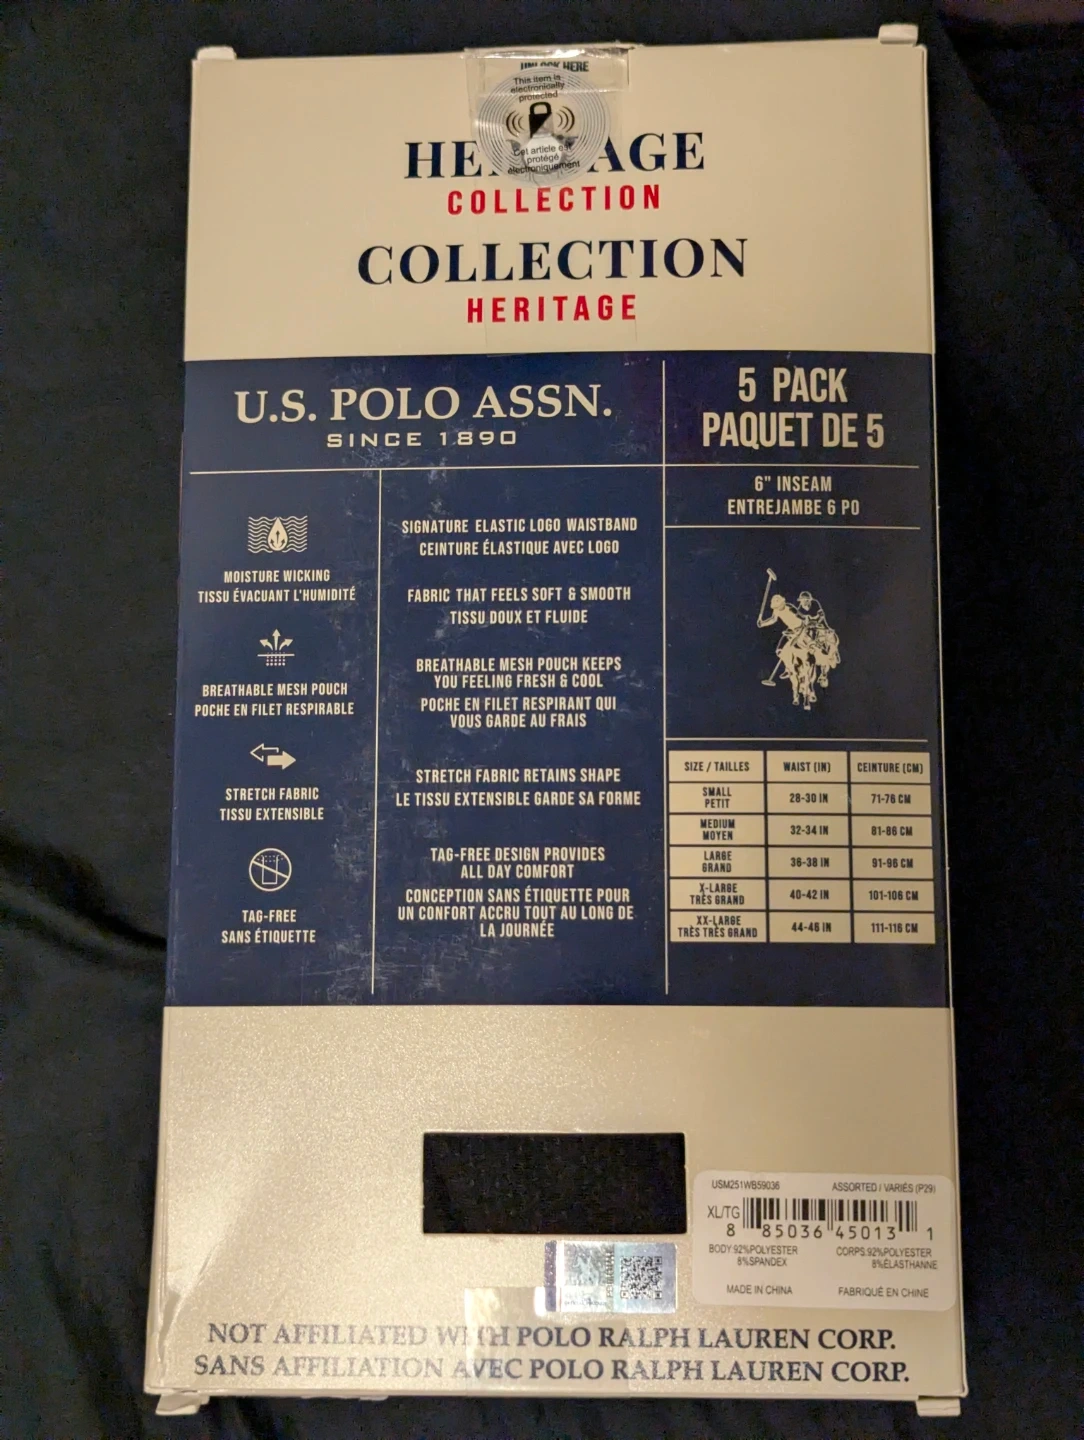 UNLOCK HERE
This item is
electronically
protected
Cet article est
protégé
électroniquement
HERITAGE
COLLECTION
COLLECTION
HERITAGE
U.S. POLO ASSN.
SINCE 1890
5 PACK
PAQUET DE 5
6" INSEAM
ENTREJAMBE 6 PO
MOISTURE WICKING
TISSU ÉVACUANT L'HUMIDITÉ
BREATHABLE MESH POUCH
POCHE EN FILET RESPIRABLE
STRETCH FABRIC
TISSU EXTENSIBLE
TAG-FREE
SANS ÉTIQUETTE
SIGNATURE ELASTIC LOGO WAISTBAND
CEINTURE ÉLASTIQUE AVEC LOGO
FABRIC THAT FEELS SOFT & SMOOTH
TISSU DOUX ET FLUIDE
BREATHABLE MESH POUCH KEEPS
YOU FEELING FRESH & COOL
POCHE EN FILET RESPIRANT QUI
VOUS GARDE AU FRAIS
STRETCH FABRIC RETAINS SHAPE
LE TISSU EXTENSIBLE GARDE SA FORME
TAG-FREE DESIGN PROVIDES
ALL DAY COMFORT
CONCEPTION SANS ÉTIQUETTE POUR
UN CONFORT ACCRU TOUT AU LONG DE
LA JOURNÉE
SIZE / TAILLES WAIST (IN) CEINTURE (CM)
SMALL
PETIT 28-30 IN 71-76 CM
MEDIUM
MOYEN 32-34 IN 81-86 CM
LARGE
GRAND 36-38 IN 91-96 CM
X-LARGE
TRÈS GRAND 40-42 IN 101-106 CM
XX-LARGE
TRÈS TRÈS GRAND 44-46 IN 111-116 CM
USM251WB59036 ASSORTED / VARIÉS (P29)
XL/TG
8 85036 45013 1
BODY:92%POLYESTER CORPS:92%POLYESTER
8%SPANDEX 8%ÉLASTHANNE
MADE IN CHINA FABRIQUÉ EN CHINE
NOT AFFILIATED WITH POLO RALPH LAUREN CORP.
SANS AFFILIATION AVEC POLO RALPH LAUREN CORP.